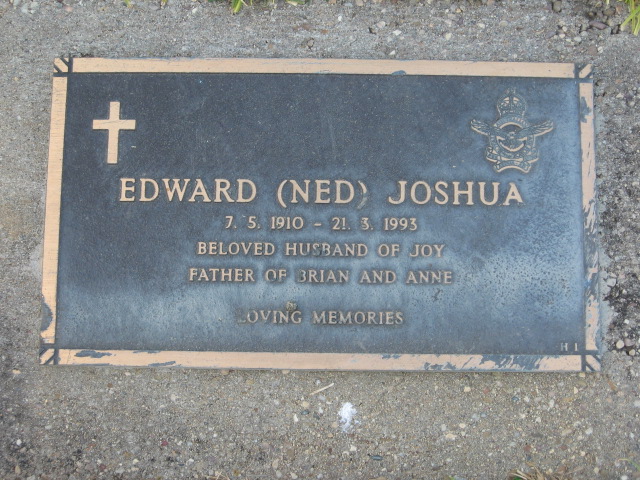 EDWARD (NED) JOSHUA
7. 5. 1910 - 21. 3. 1993
BELOVED HUSBAND OF JOY
FATHER OF BRIAN AND ANNE
LOVING MEMORIES
H 1